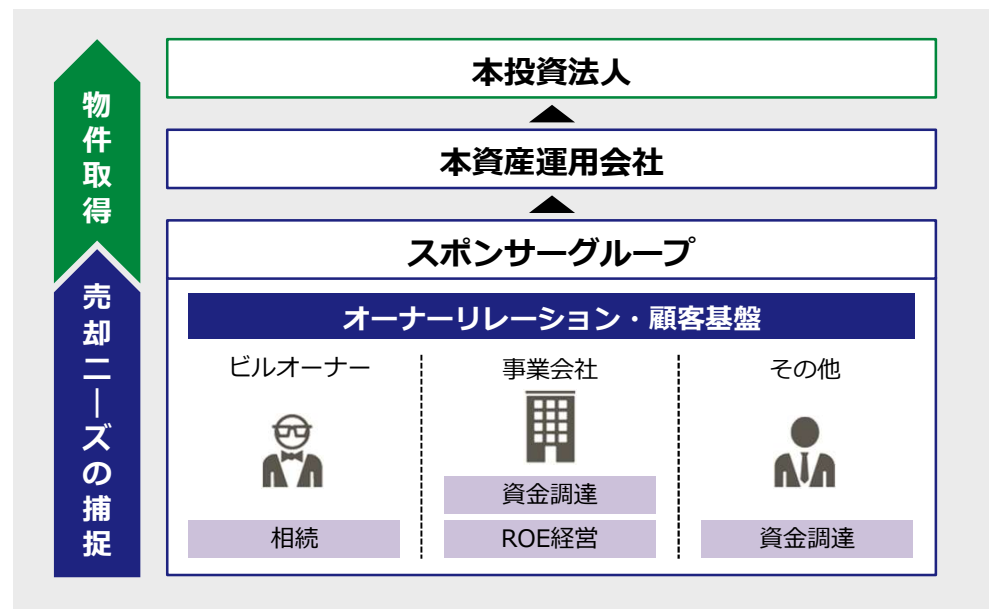 物件取得
売却ニーズの捕捉
本投資法人
本資産運用会社
スポンサーグループ
オーナーリレーション・顧客基盤
ビルオーナー
相続
事業会社
資金調達
ROE経営
その他
資金調達